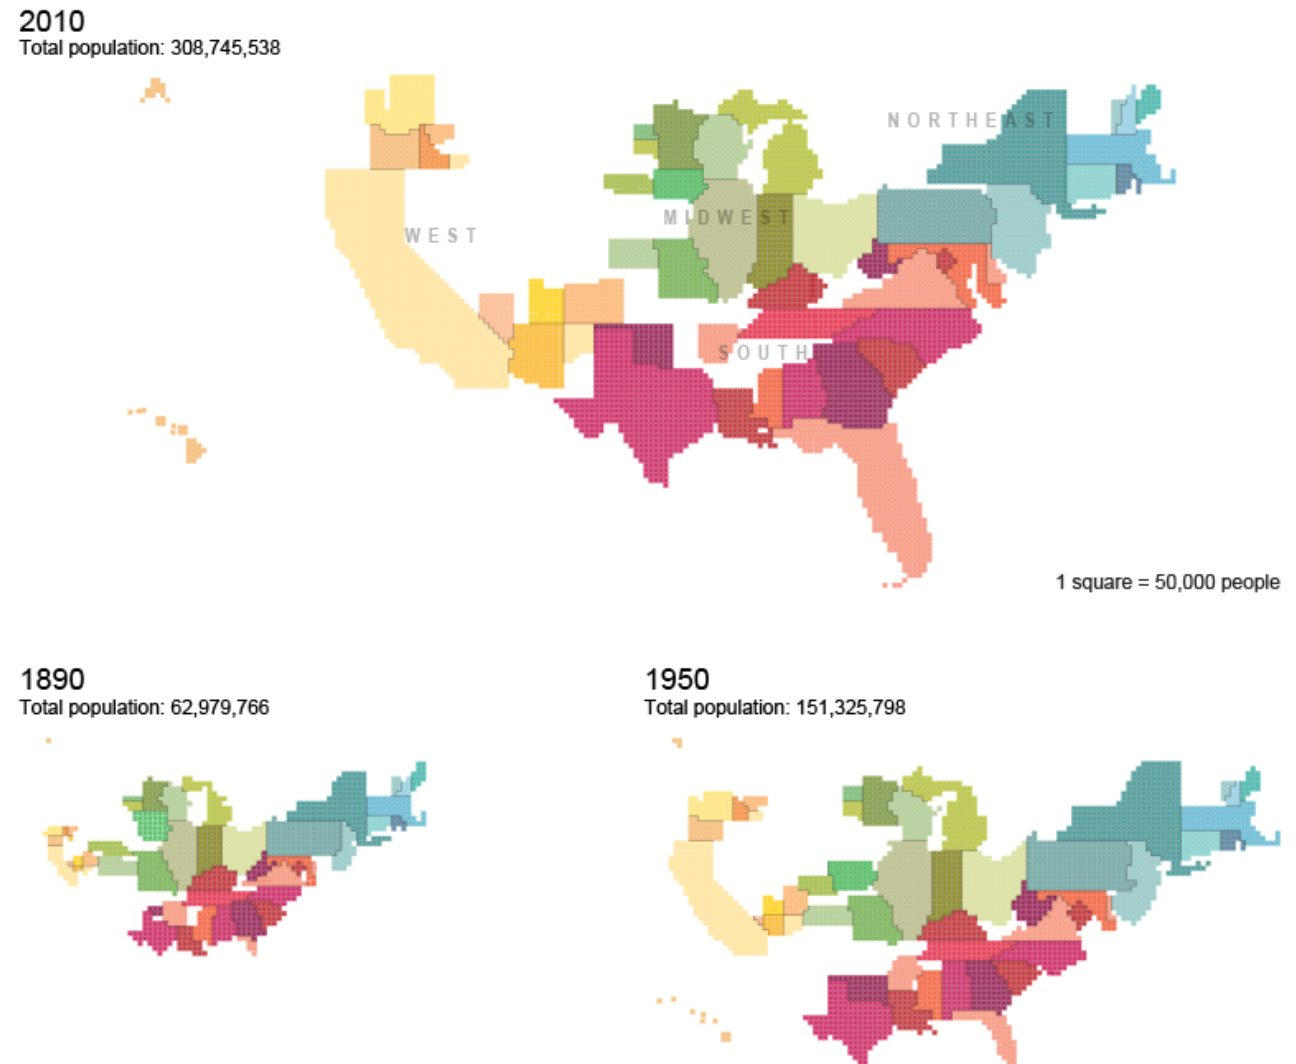 2010
Total population: 308,745,538
NORTHEAST
MIDWEST
WEST
SOUTH
1 square = 50,000 people
1890
Total population: 62,979,766
1950
Total population: 151,325,798